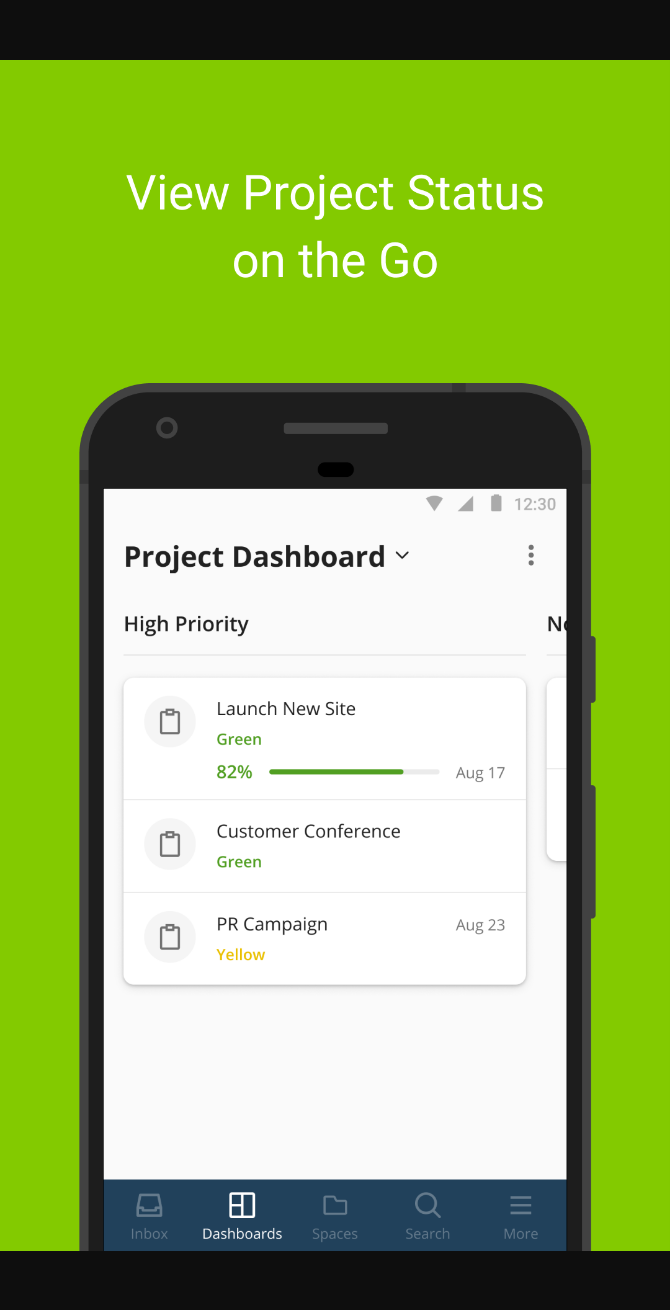 View Project Status
on the Go
12:30
Project Dashboard
High Priority
Launch New Site
Green
82%
Aug 17
Customer Conference
Green
PR Campaign
Aug 23
Yellow
Inbox
Dashboards
Spaces
Search
More